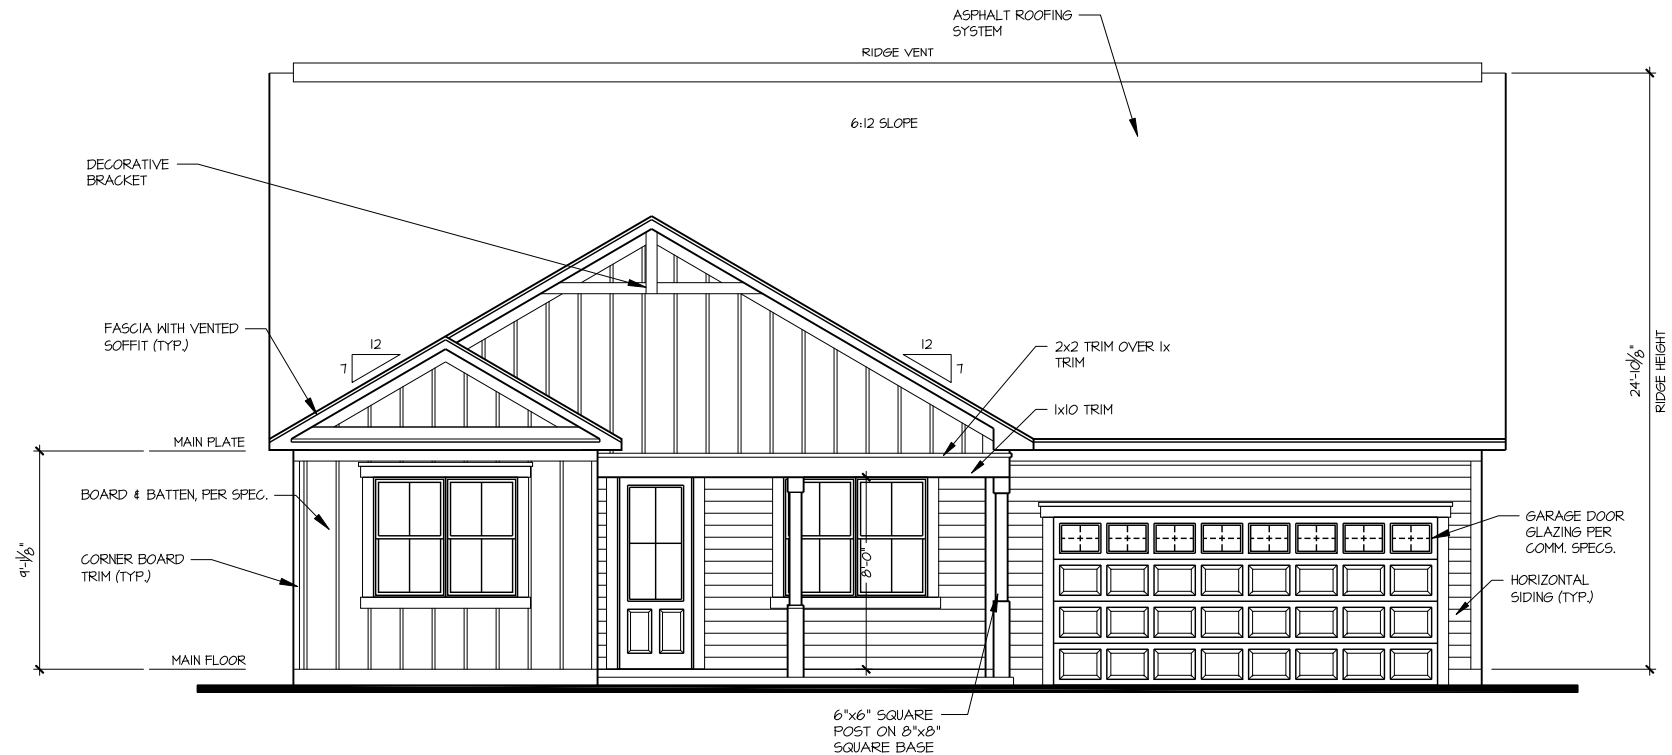 ASPHALT ROOFING
SYSTEM
RIDGE VENT
6:12 SLOPE
DECORATIVE
BRACKET
FASCIA WITH VENTED
SOFFIT (TYP.)
12
7
12
7
2x2 TRIM OVER 1x
TRIM
1x10 TRIM
24'-10⅞"
RIDGE HEIGHT
MAIN PLATE
BOARD & BATTEN, PER SPEC.
CORNER BOARD
TRIM (TYP.)
9'-1⅛"
8'-0"
GARAGE DOOR
GLAZING PER
COMM. SPECS.
HORIZONTAL
SIDING (TYP.)
MAIN FLOOR
6"x6" SQUARE
POST ON 8"x8"
SQUARE BASE